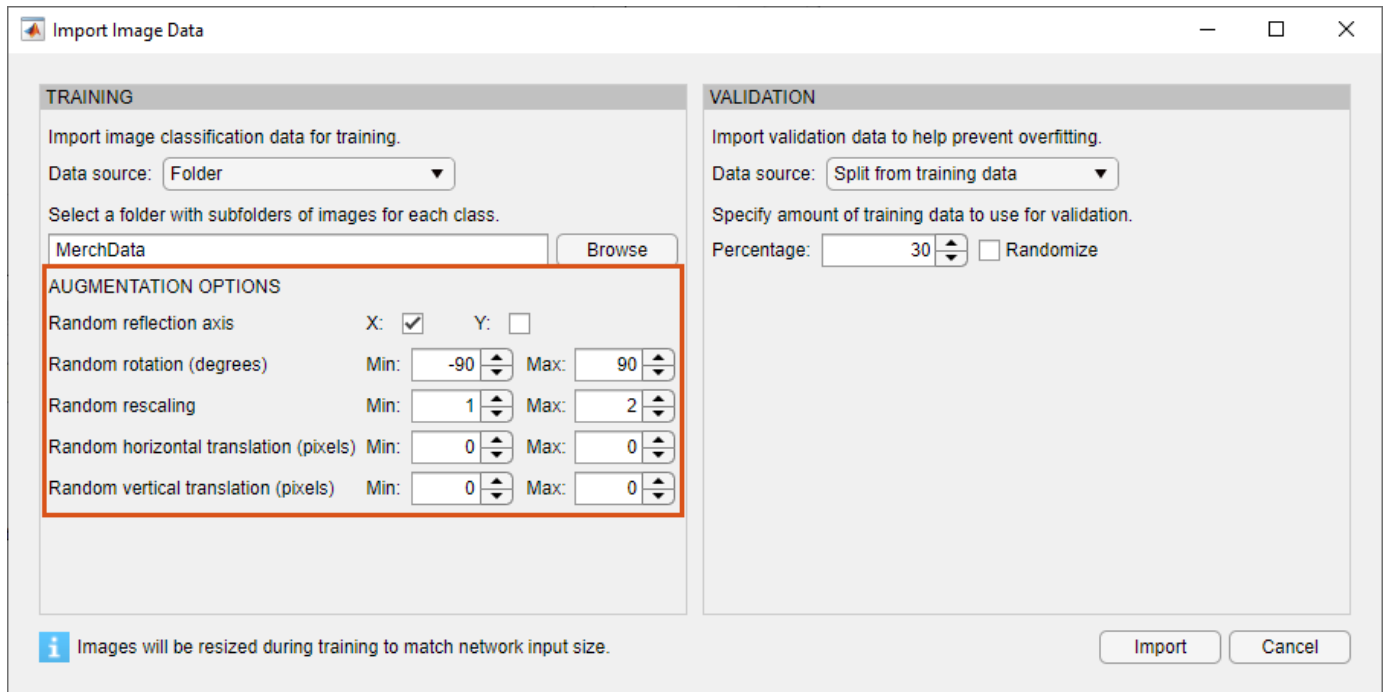 Import Image Data
TRAINING
Import image classification data for training.
Data source: Folder
Select a folder with subfolders of images for each class.
MerchData Browse
AUGMENTATION OPTIONS
Random reflection axis X: Y:
Random rotation (degrees) Min: -90 Max: 90
Random rescaling Min: 1 Max: 2
Random horizontal translation (pixels) Min: 0 Max: 0
Random vertical translation (pixels) Min: 0 Max: 0
VALIDATION
Import validation data to help prevent overfitting.
Data source: Split from training data
Specify amount of training data to use for validation.
Percentage: 30 Randomize
Images will be resized during training to match network input size.
Import Cancel